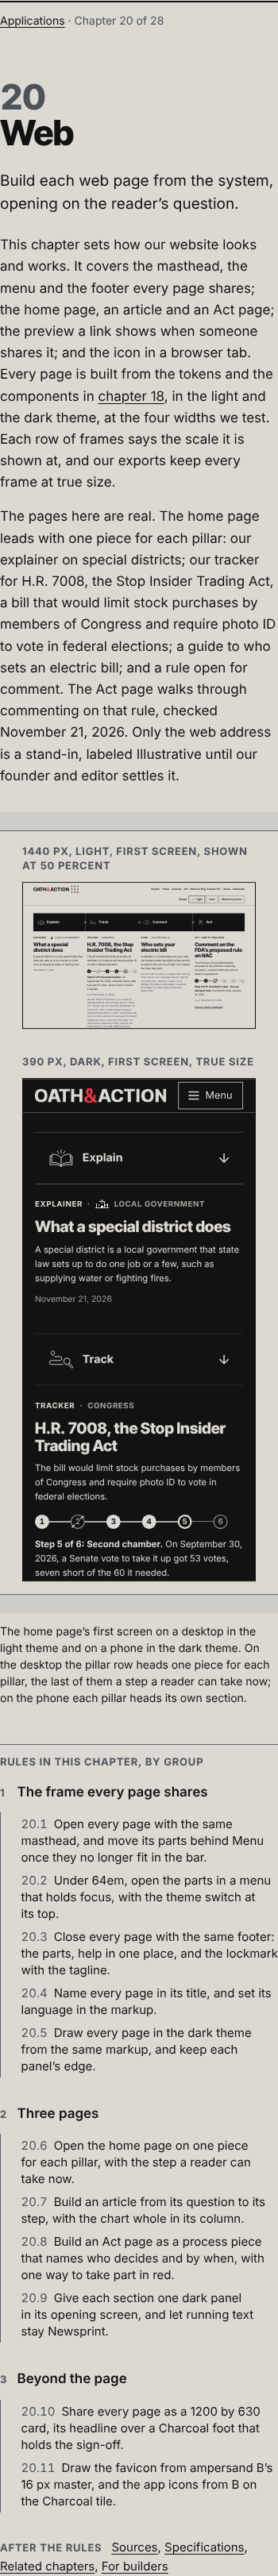 Applications · Chapter 20 of 28
20
Web
Build each web page from the system,
opening on the reader’s question.
This chapter sets how our website looks
and works. It covers the masthead, the
menu and the footer every page shares;
the home page, an article and an Act page;
the preview a link shows when someone
shares it; and the icon in a browser tab.
Every page is built from the tokens and the
components in chapter 18, in the light and
the dark theme, at the four widths we test.
Each row of frames says the scale it is
shown at, and our exports keep every
frame at true size.
The pages here are real. The home page
leads with one piece for each pillar: our
explainer on special districts; our tracker
for H.R. 7008, the Stop Insider Trading Act,
a bill that would limit stock purchases by
members of Congress and require photo ID
to vote in federal elections; a guide to who
sets an electric bill; and a rule open for
comment. The Act page walks through
commenting on that rule, checked
November 21, 2026. Only the web address
is a stand-in, labeled Illustrative until our
founder and editor settles it.
1440 PX, LIGHT, FIRST SCREEN, SHOWN
AT 50 PERCENT
OATH&ACTION
Explain
Track
Connect
Act
What a special
district does
H.R. 7008, the Stop
Insider Trading Act
Who sets your
electric bill
Comment on the
FDA’s proposed rule
on NAC
390 PX, DARK, FIRST SCREEN, TRUE SIZE
OATH&ACTION
Menu
Explain
EXPLAINER · LOCAL GOVERNMENT
What a special district does
A special district is a local government that state
law sets up to do one job or a few, such as
supplying water or fighting fires.
November 21, 2026
Track
TRACKER · CONGRESS
H.R. 7008, the Stop Insider
Trading Act
The bill would limit stock purchases by members
of Congress and require photo ID to vote in
federal elections.
1 2 3 4 5 6
Step 5 of 6: Second chamber. On September 30,
2026, a Senate vote to take it up got 53 votes,
seven short of the 60 it needed.
The home page’s first screen on a desktop in the
light theme and on a phone in the dark theme. On
the desktop the pillar row heads one piece for each
pillar, the last of them a step a reader can take now;
on the phone each pillar heads its own section.
RULES IN THIS CHAPTER, BY GROUP
1 The frame every page shares
20.1 Open every page with the same
masthead, and move its parts behind Menu
once they no longer fit in the bar.
20.2 Under 64em, open the parts in a menu
that holds focus, with the theme switch at
its top.
20.3 Close every page with the same footer:
the parts, help in one place, and the lockmark
with the tagline.
20.4 Name every page in its title, and set its
language in the markup.
20.5 Draw every page in the dark theme
from the same markup, and keep each
panel’s edge.
2 Three pages
20.6 Open the home page on one piece
for each pillar, with the step a reader can
take now.
20.7 Build an article from its question to its
step, with the chart whole in its column.
20.8 Build an Act page as a process piece
that names who decides and by when, with
one way to take part in red.
20.9 Give each section one dark panel
in its opening screen, and let running text
stay Newsprint.
3 Beyond the page
20.10 Share every page as a 1200 by 630
card, its headline over a Charcoal foot that
holds the sign-off.
20.11 Draw the favicon from ampersand B’s
16 px master, and the app icons from B on
the Charcoal tile.
AFTER THE RULES Sources, Specifications,
Related chapters, For builders